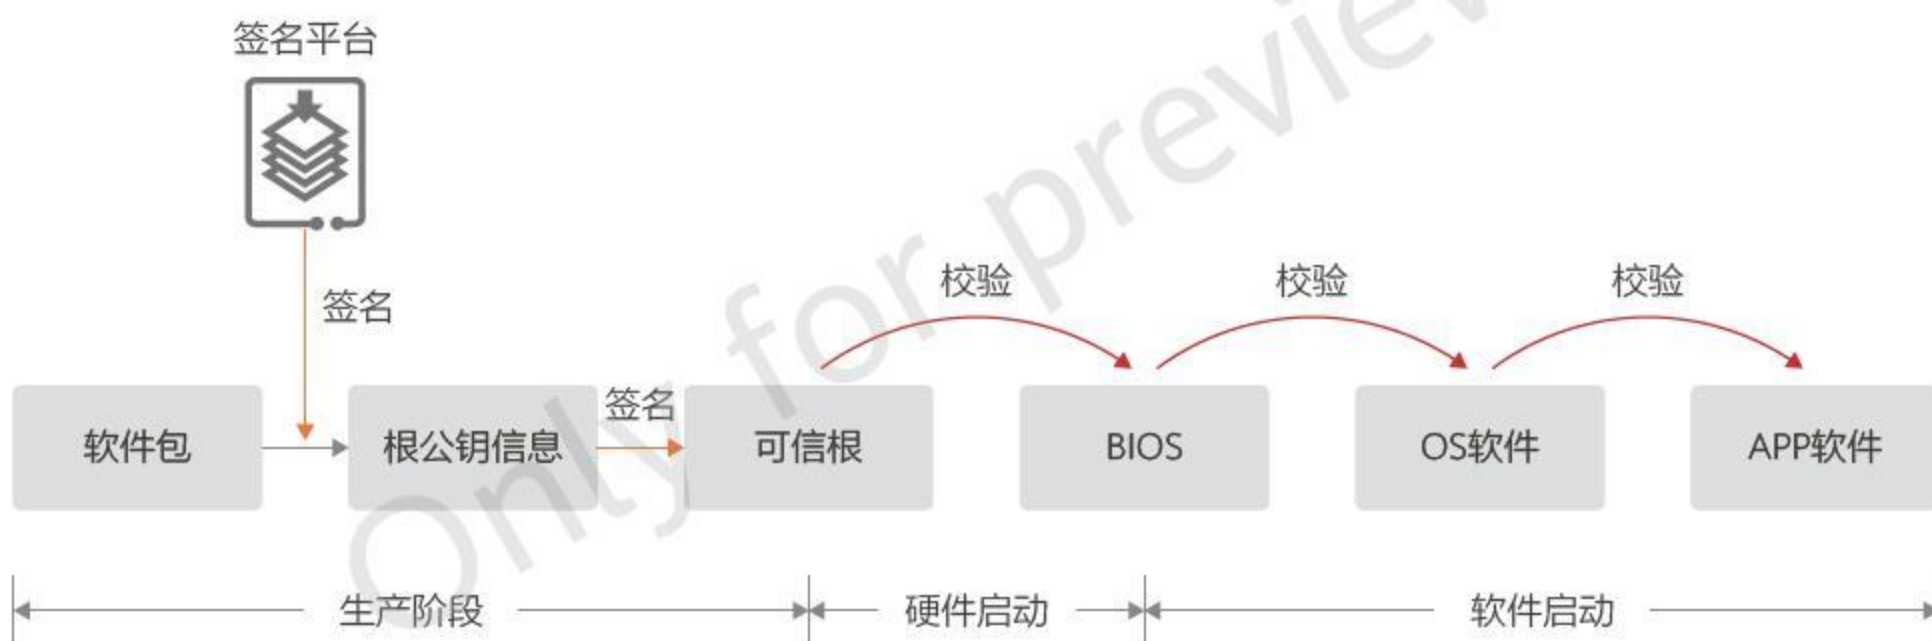 签名平台
签名
校验
校验
校验
签名
软件包
根公钥信息
可信根
BIOS
OS软件
APP软件
生产阶段
硬件启动
软件启动
Only for preview